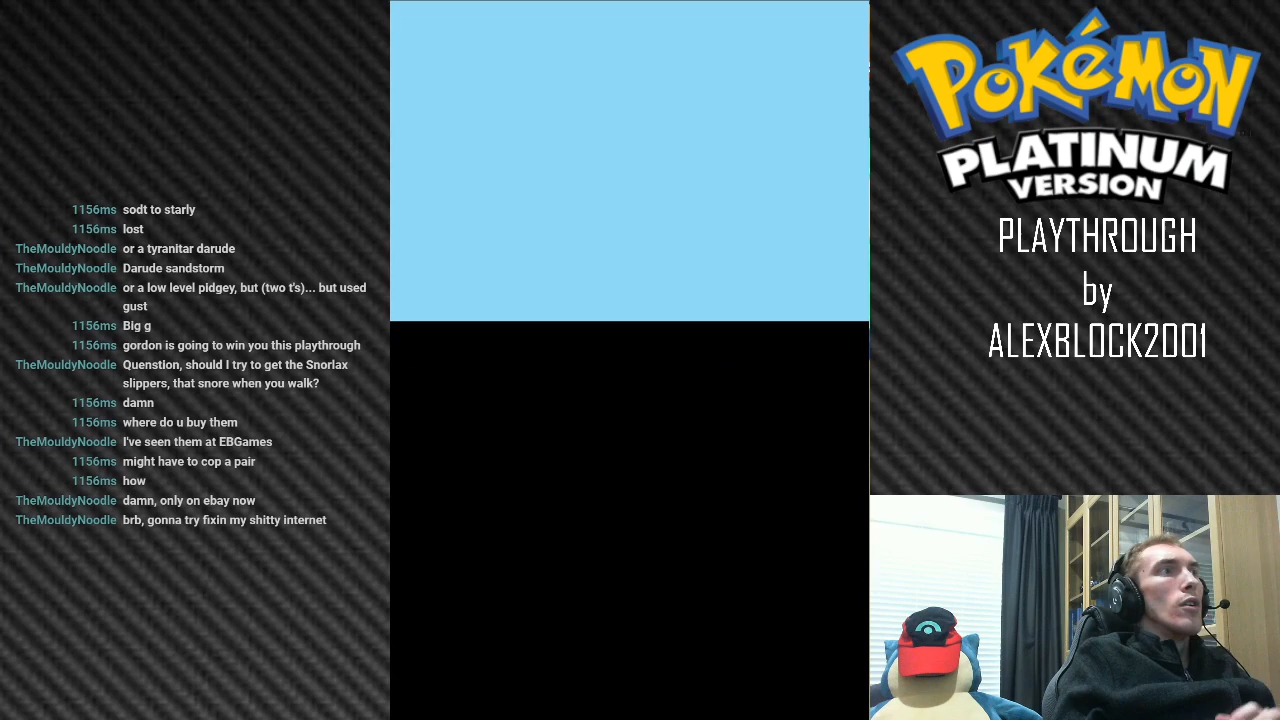 1156ms sodt to starly
1156ms lost
TheMouldyNoodle or a tyranitar darude
TheMouldyNoodle Darude sandstorm
TheMouldyNoodle or a low level pidgey, but (two t's)... but used
gust
1156ms BIg g
1156ms gordon is going to win you this playthrough
TheMouldyNoodle Quenstion, should I try to get the Snorlax
slippers, that snore when you walk?
1156ms damn
1156ms where do u buy them
TheMouldyNoodle I've seen them at EBGames
1156ms might have to cop a pair
1156ms how
TheMouldyNoodle damn, only on ebay now
TheMouldyNoodle brb, gonna try fixin my shitty internet
POKéMON
PLATINUM
VERSION
PLAYTHROUGH
by
ALEXBLOCK2001